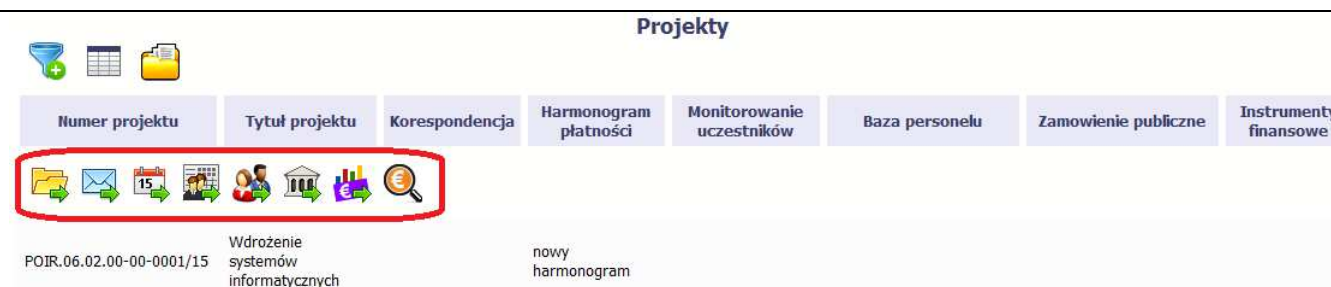 Projekty
Numer projektu
Tytuł projektu
Korespondencja
Harmonogram
płatności
Monitorowanie
uczestników
Baza personelu
Zamowienie publiczne
Instrumenty
finansowe
15
POIR.06.02.00-00-0001/15
Wdrożenie
systemów
informatycznych
nowy
harmonogram